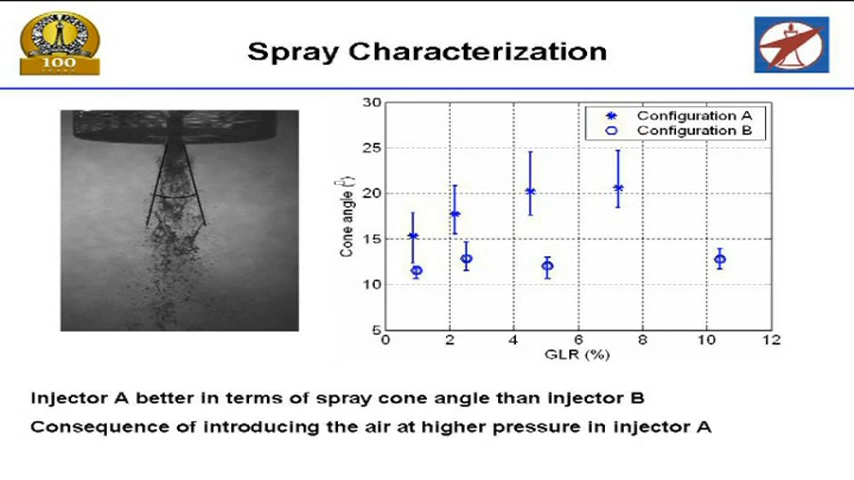 100
Spray Characterization
30
25
20
15
10
5
Cone angle (°)
Configuration A
Configuration B
0 2 4 6 8 10 12
GLR (%)
Injector A better in terms of spray cone angle than Injector B
Consequence of introducing the air at higher pressure in injector A